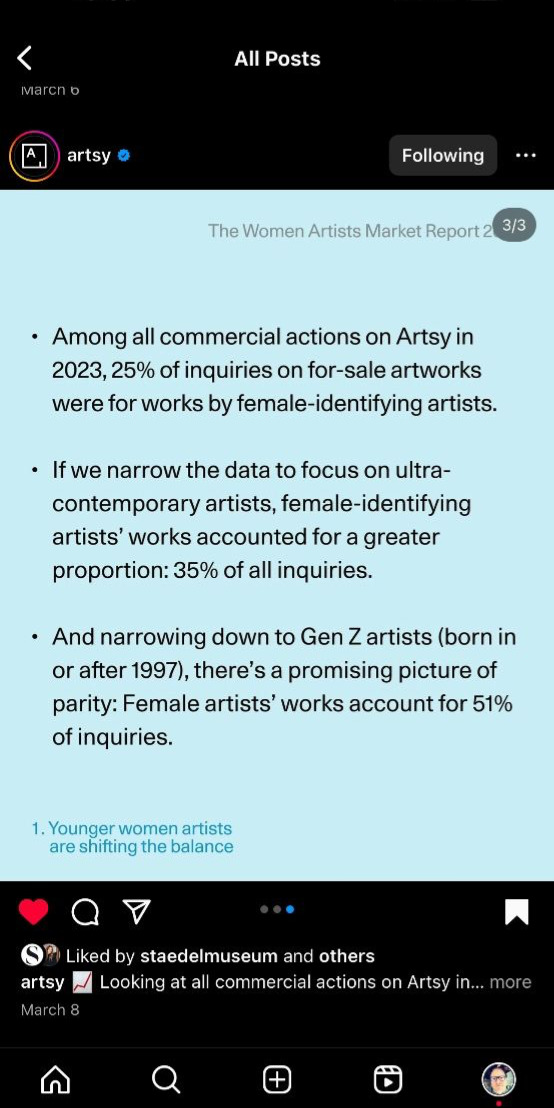 All Posts
March 6
artsy
Following
The Women Artists Market Report
3/3
• Among all commercial actions on Artsy in
2023, 25% of inquiries on for-sale artworks
were for works by female-identifying artists.
• If we narrow the data to focus on ultra-
contemporary artists, female-identifying
artists’ works accounted for a greater
proportion: 35% of all inquiries.
• And narrowing down to Gen Z artists (born in
or after 1997), there’s a promising picture of
parity: Female artists’ works account for 51%
of inquiries.
1. Younger women artists
are shifting the balance
Liked by staedelmuseum and others
artsy 📈 Looking at all commercial actions on Artsy in... more
March 8